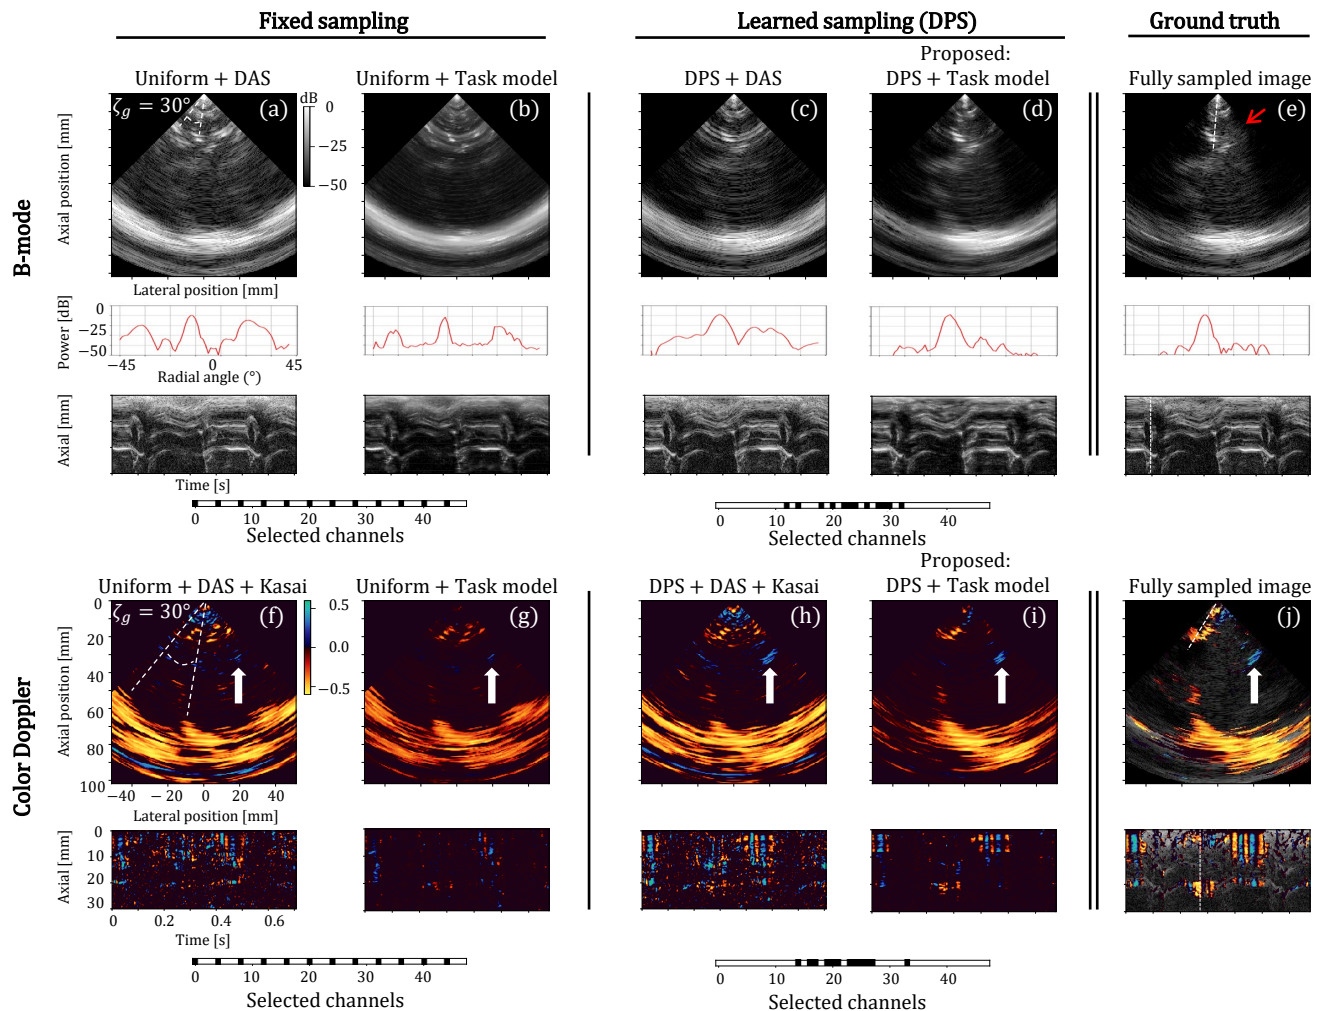 Fixed sampling
Learned sampling (DPS)
Ground truth
Uniform + DAS
Uniform + Task model
DPS + DAS
Proposed:
DPS + Task model
Fully sampled image
B-mode
Axial position [mm]
ζg = 30°
(a)
dB
0
−25
−50
(b)
(c)
(d)
(e)
Lateral position [mm]
Power [dB]
0
−25
−50
−45
0
45
Radial angle (°)
Axial [mm]
Time [s]
0
10
20
30
40
Selected channels
0
10
20
30
40
Selected channels
Color Doppler
Uniform + DAS + Kasai
Uniform + Task model
DPS + DAS + Kasai
Proposed:
DPS + Task model
Fully sampled image
Axial position [mm]
0
20
40
60
80
100
ζg = 30°
(f)
0.5
0.0
−0.5
(g)
(h)
(i)
(j)
−40
−20
0
20
40
Lateral position [mm]
Axial [mm]
0
10
20
30
0
0.2
0.4
0.6
Time [s]
0
10
20
30
40
Selected channels
0
10
20
30
40
Selected channels